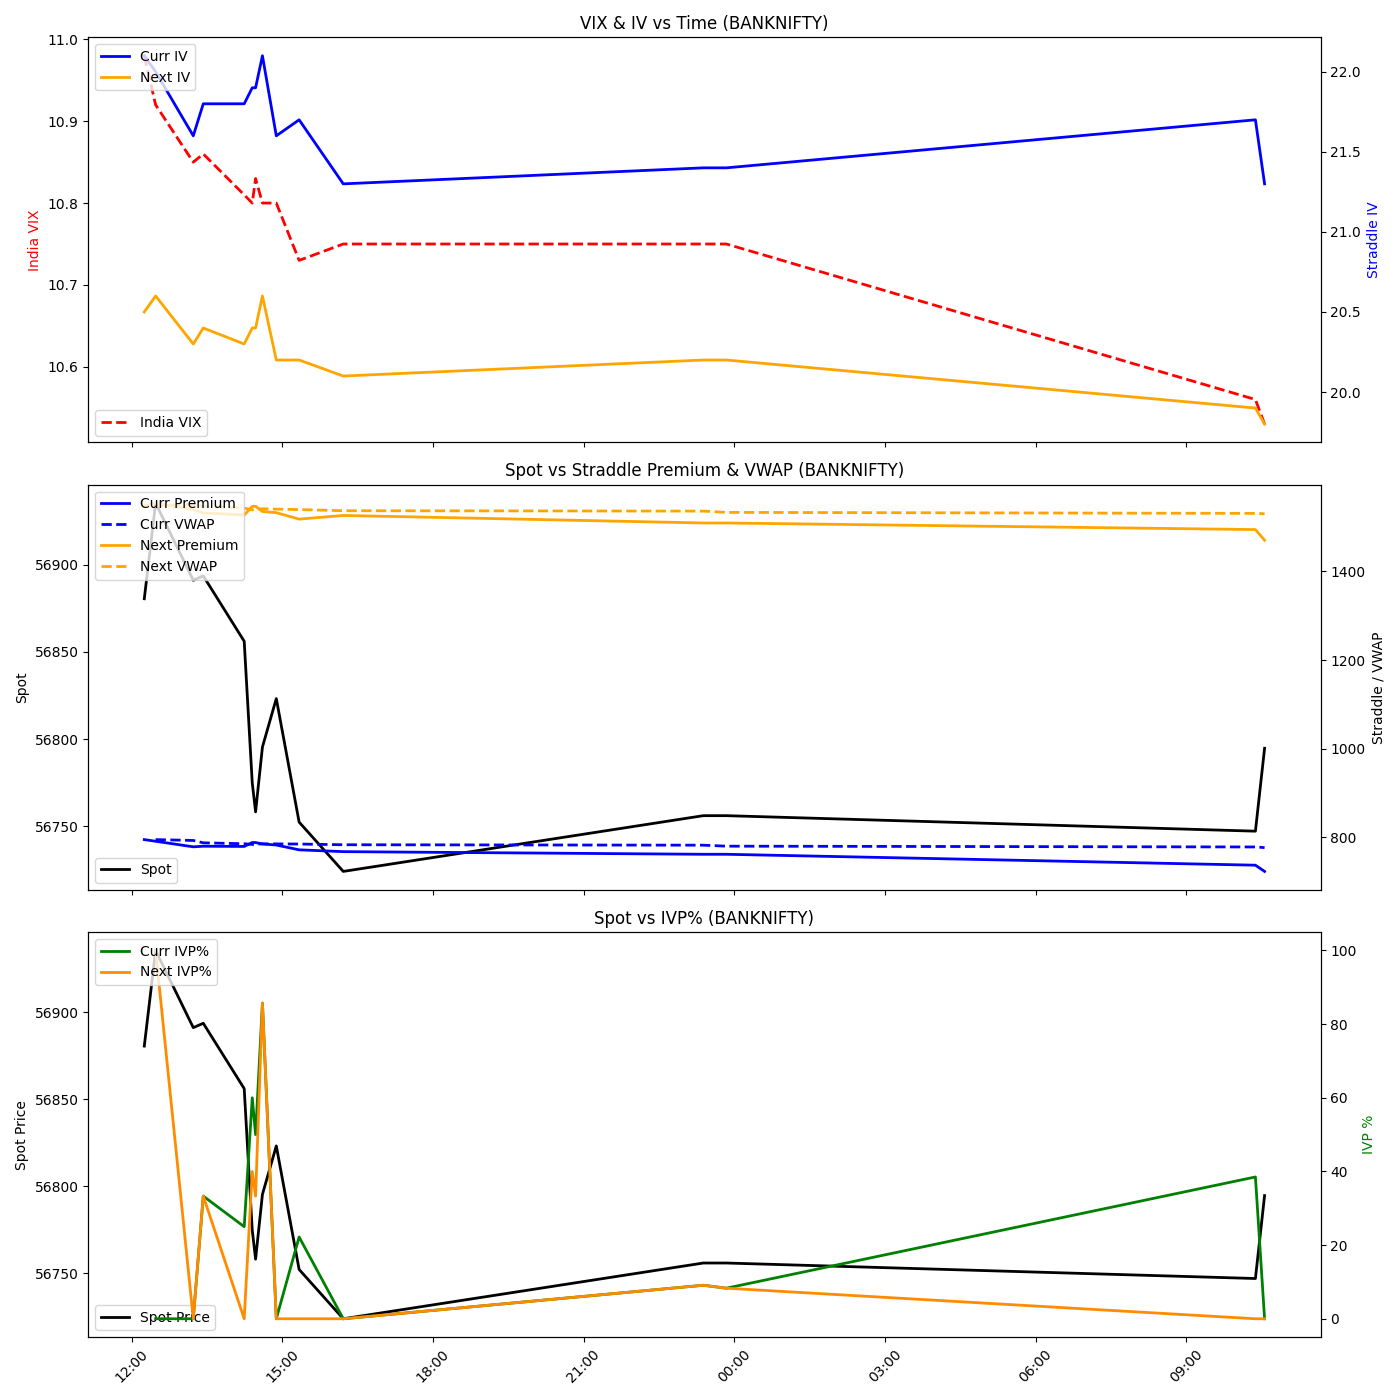 VIX & IV vs Time (BANKNIFTY)
Curr IV
Next IV
India VIX
11.0
10.9
10.8
10.7
10.6
India VIX
22.0
21.5
21.0
20.5
20.0
Straddle IV
Spot vs Straddle Premium & VWAP (BANKNIFTY)
Curr Premium
Curr VWAP
Next Premium
Next VWAP
Spot
56900
56850
56800
56750
Spot
1400
1200
1000
800
Straddle / VWAP
Spot vs IVP% (BANKNIFTY)
Curr IVP%
Next IVP%
Spot Price
56900
56850
56800
56750
Spot Price
100
80
60
40
20
0
IVP %
12:00
15:00
18:00
21:00
00:00
03:00
06:00
09:00